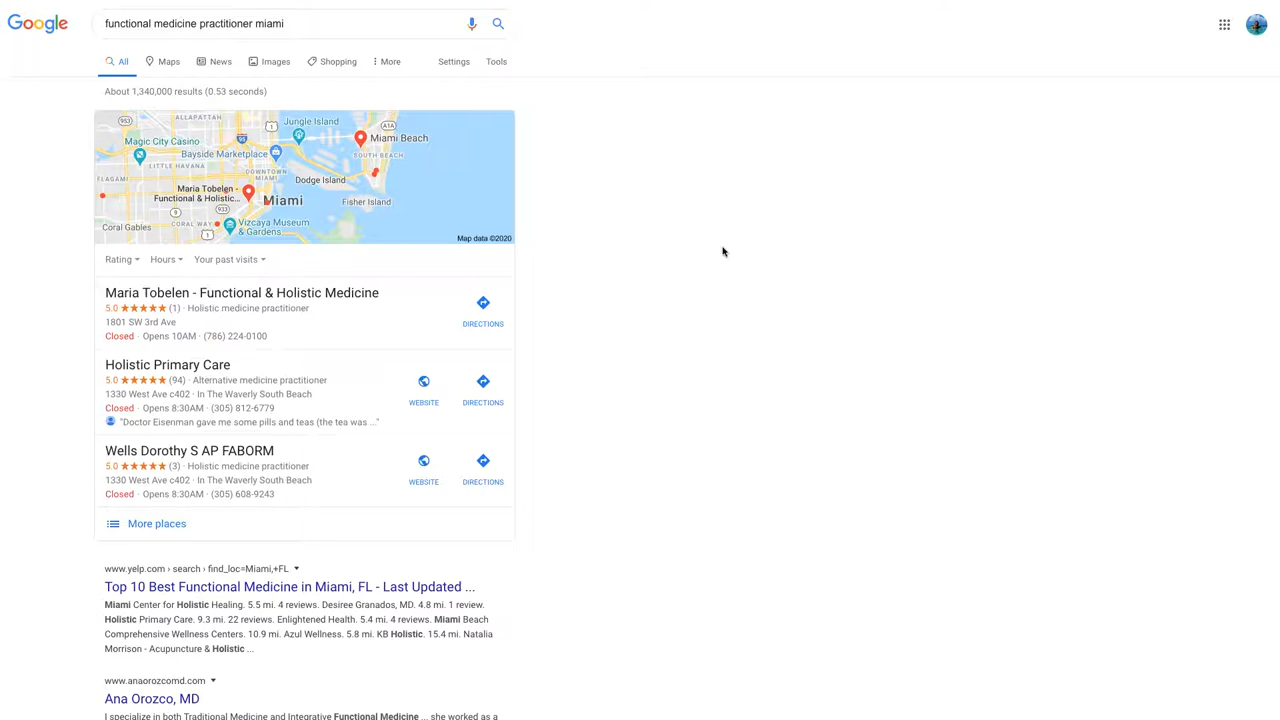 Google
functional medicine practitioner miami
All Maps News Images Shopping More Settings Tools
About 1,340,000 results (0.53 seconds)
953
ALLAPATTAH
1
Jungle Island
A1A
Magic City Casino
95
Miami Beach
Bayside Marketplace
SOUTH BEACH
LITTLE HAVANA
DOWNTOWN
MIAMI
FLAGAMI
Dodge Island
Maria Tobelen -
Functional & Holistic...
Miami
Fisher Island
9
933
Coral Gables
CORAL WAY
Vizcaya Museum
& Gardens
1
Map data ©2020
Rating Hours Your past visits
Maria Tobelen - Functional & Holistic Medicine
5.0 ★★★★★ (1) · Holistic medicine practitioner
1801 SW 3rd Ave
Closed · Opens 10AM · (786) 224-0100
DIRECTIONS
Holistic Primary Care
5.0 ★★★★★ (94) · Alternative medicine practitioner
1330 West Ave c402 · In The Waverly South Beach
Closed · Opens 8:30AM · (305) 812-6779
"Doctor Eisenman gave me some pills and teas (the tea was ..."
WEBSITE DIRECTIONS
Wells Dorothy S AP FABORM
5.0 ★★★★★ (3) · Holistic medicine practitioner
1330 West Ave c402 · In The Waverly South Beach
Closed · Opens 8:30AM · (305) 608-9243
WEBSITE DIRECTIONS
More places
www.yelp.com › search › find_loc=Miami,+FL
Top 10 Best Functional Medicine in Miami, FL - Last Updated ...
Miami Center for Holistic Healing. 5.5 mi. 4 reviews. Desiree Granados, MD. 4.8 mi. 1 review.
Holistic Primary Care. 9.3 mi. 22 reviews. Enlightened Health. 5.4 mi. 4 reviews. Miami Beach
Comprehensive Wellness Centers. 10.9 mi. Azul Wellness. 5.8 mi. KB Holistic. 15.4 mi. Natalia
Morrison - Acupuncture & Holistic ...
www.anaorozcomd.com
Ana Orozco, MD
I specialize in both Traditional Medicine and Integrative Functional Medicine ... she worked as a